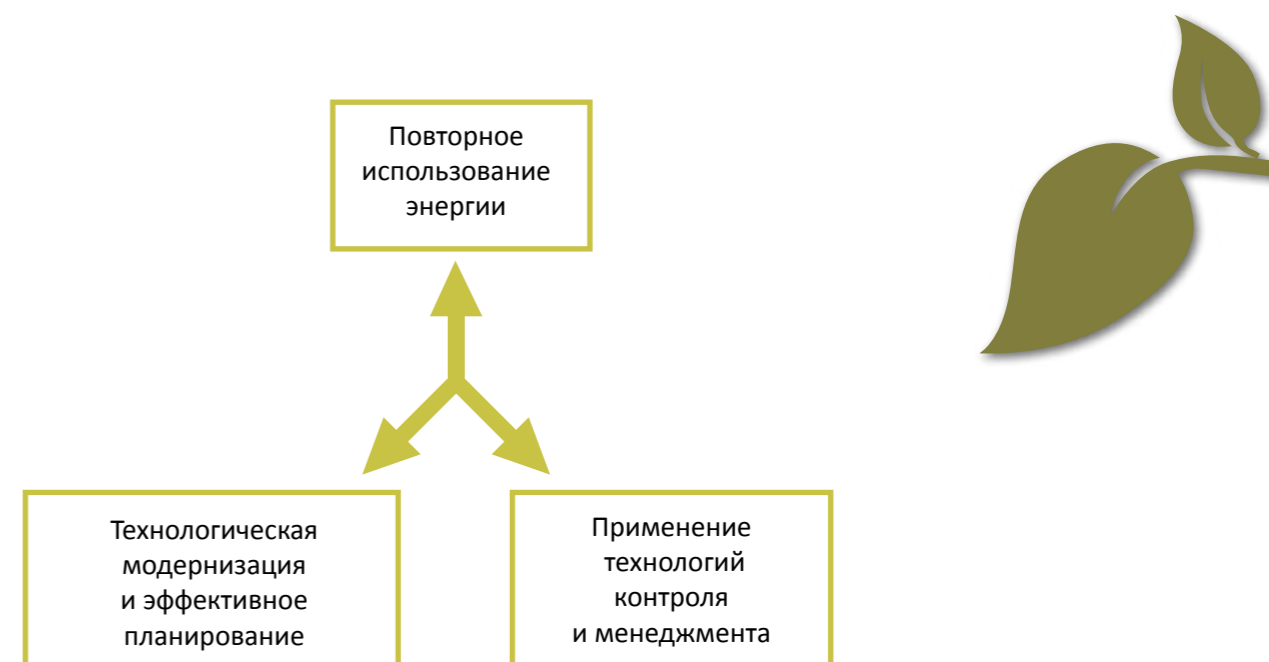 Повторное
использование
энергии
Технологическая
модернизация
и эффективное
планирование
Применение
технологий
контроля
и менеджмента